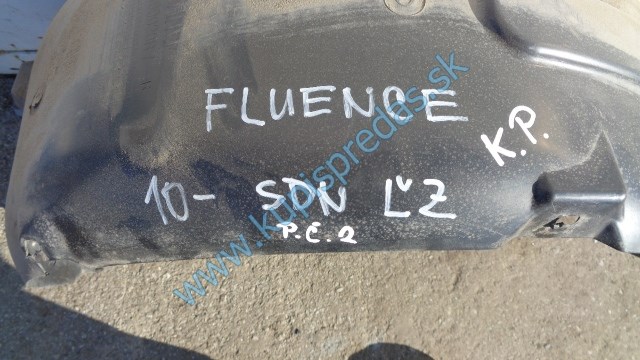 FLUENCE
K.P.
10- SDN ĽZ
P.C.2
www.kupispredas.sk